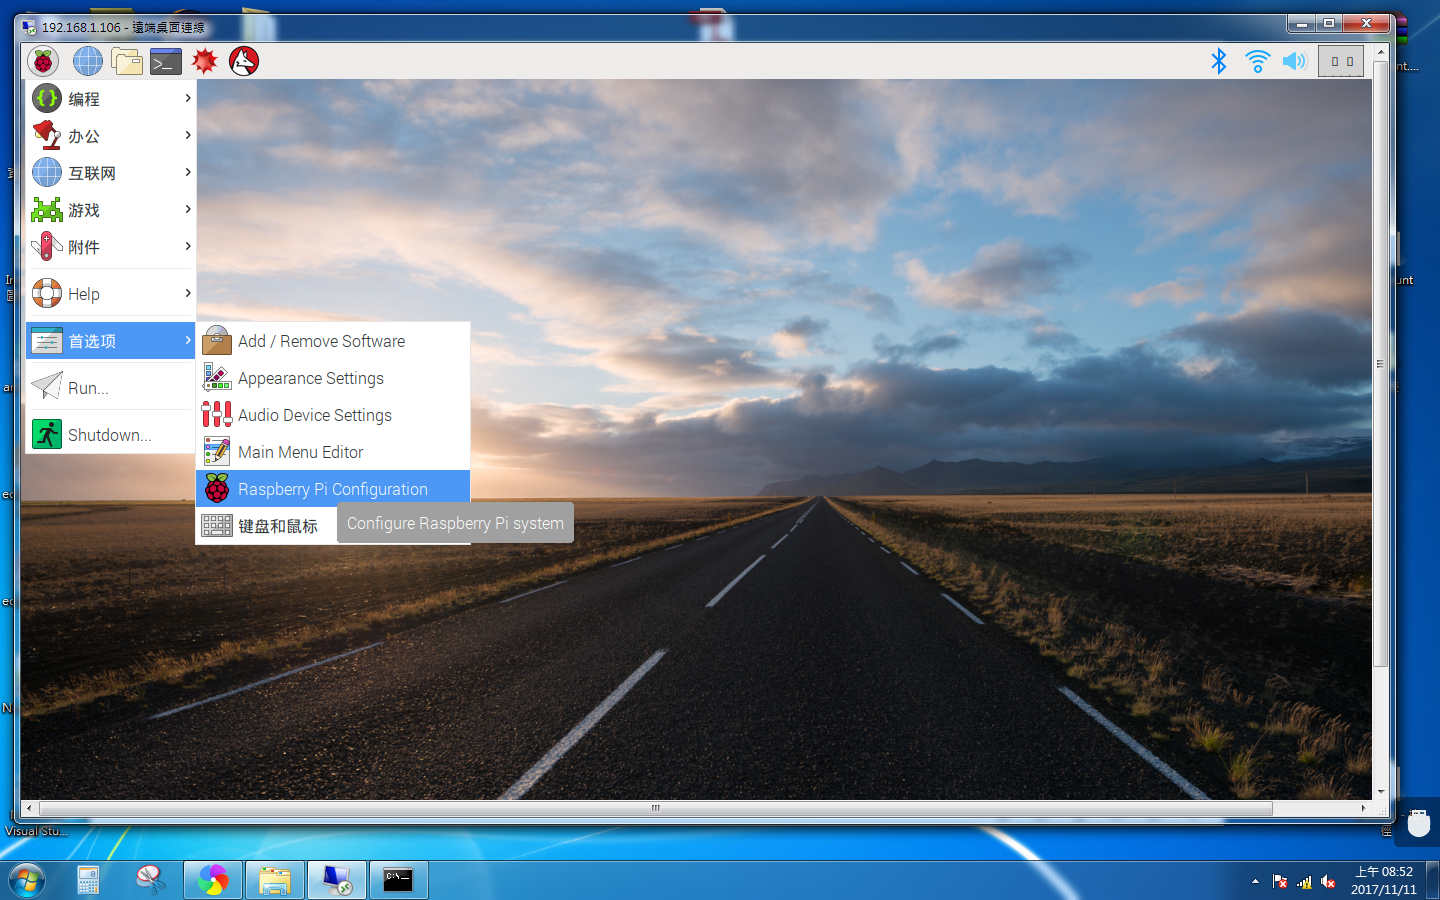 192.168.1.106 - 遠端桌面連線
编程
办公
互联网
游戏
附件
Help
首选项
Run...
Shutdown...
Add / Remove Software
Appearance Settings
Audio Device Settings
Main Menu Editor
Raspberry Pi Configuration
键盘和鼠标
Configure Raspberry Pi system
Visual Stu...
C:\
上午 08:52
2017/11/11